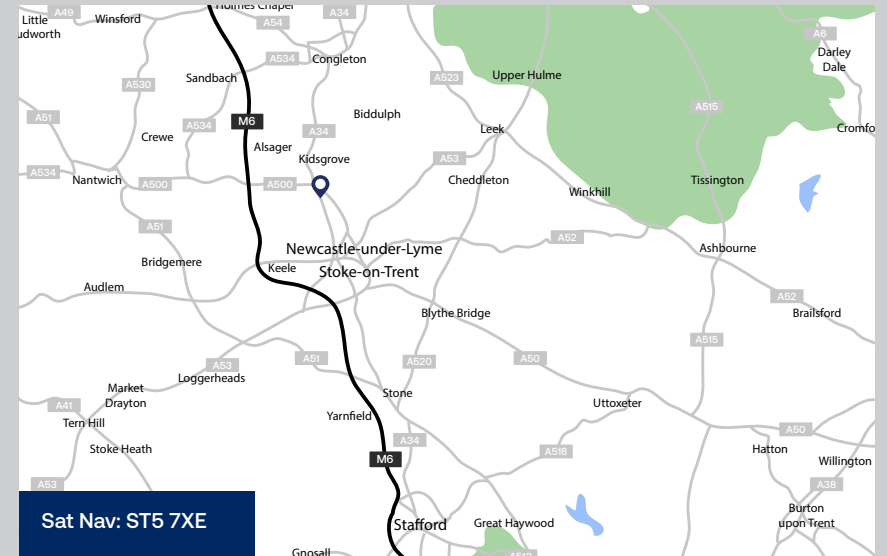 Holmes Chapel
A49
A34
Little
udworth
Winsford
A54
A6
Darley
Dale
A534
Congleton
Sandbach
A523
Upper Hulme
A530
A515
Biddulph
A51
M6
A534
A34
Leek
Cromfo
Crewe
Alsager
Kidsgrove
A53
A534
Nantwich
A500
A500
Cheddleton
Winkhill
Tissington
A51
A52
Newcastle-under-Lyme
Stoke-on-Trent
Ashbourne
Bridgemere
Keele
Audlem
A52
Blythe Bridge
Brailsford
A515
A53
A51
A520
A50
Loggerheads
Market
Drayton
Stone
A41
Uttoxeter
Yarnfield
Tern Hill
A50
A34
Stoke Heath
A518
Hatton
M6
Willington
A53
A38
Sat Nav: ST5 7XE
Stafford
Great Haywood
Burton
upon Trent
Gnosall
A513